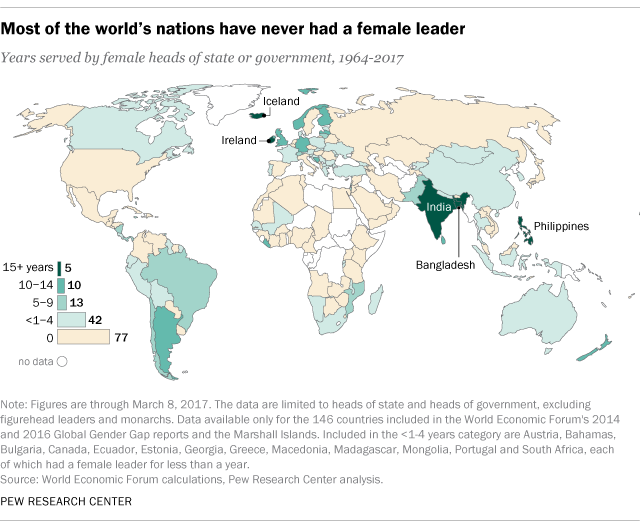 Most of the world's nations have never had a female leader
Years served by female heads of state or government, 1964-2017
Iceland
Ireland
India
Philippines
Bangladesh
15+ years 5
10–14 10
5–9 13
<1–4 42
0 77
no data
Note: Figures are through March 8, 2017. The data are limited to heads of state and heads of government, excluding
figurehead leaders and monarchs. Data available only for the 146 countries included in the World Economic Forum's 2014
and 2016 Global Gender Gap reports and the Marshall Islands. Included in the <1-4 years category are Austria, Bahamas,
Bulgaria, Canada, Ecuador, Estonia, Georgia, Greece, Macedonia, Madagascar, Mongolia, Portugal and South Africa, each
of which had a female leader for less than a year.
Source: World Economic Forum calculations, Pew Research Center analysis.
PEW RESEARCH CENTER